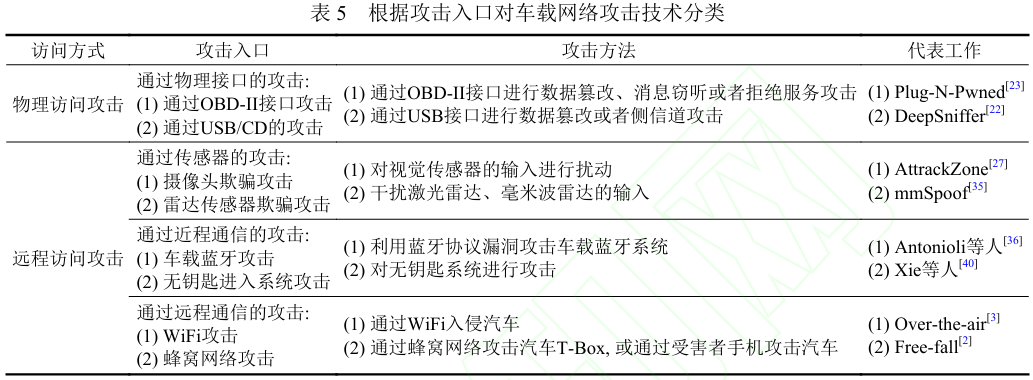 表 5 根据攻击入口对车载网络攻击技术分类
访问方式 攻击入口 攻击方法 代表工作
物理访问攻击
通过物理接口的攻击:
(1) 通过OBD-II接口攻击
(2) 通过USB/CD的攻击
(1) 通过OBD-II接口进行数据篡改、消息窃听或者拒绝服务攻击
(2) 通过USB接口进行数据篡改或者侧信道攻击
(1) Plug-N-Pwned[23]
(2) DeepSniffer[22]
远程访问攻击
通过传感器的攻击:
(1) 摄像头欺骗攻击
(2) 雷达传感器欺骗攻击
(1) 对视觉传感器的输入进行扰动
(2) 干扰激光雷达、毫米波雷达的输入
(1) AttrackZone[27]
(2) mmSpoof[35]
通过近程通信的攻击:
(1) 车载蓝牙攻击
(2) 无钥匙进入系统攻击
(1) 利用蓝牙协议漏洞攻击车载蓝牙系统
(2) 对无钥匙系统进行攻击
(1) Antonioli等人[36]
(2) Xie等人[40]
通过远程通信的攻击:
(1) WiFi攻击
(2) 蜂窝网络攻击
(1) 通过WiFi入侵汽车
(2) 通过蜂窝网络攻击汽车T-Box, 或通过受害者手机攻击汽车
(1) Over-the-air[3]
(2) Free-fall[2]